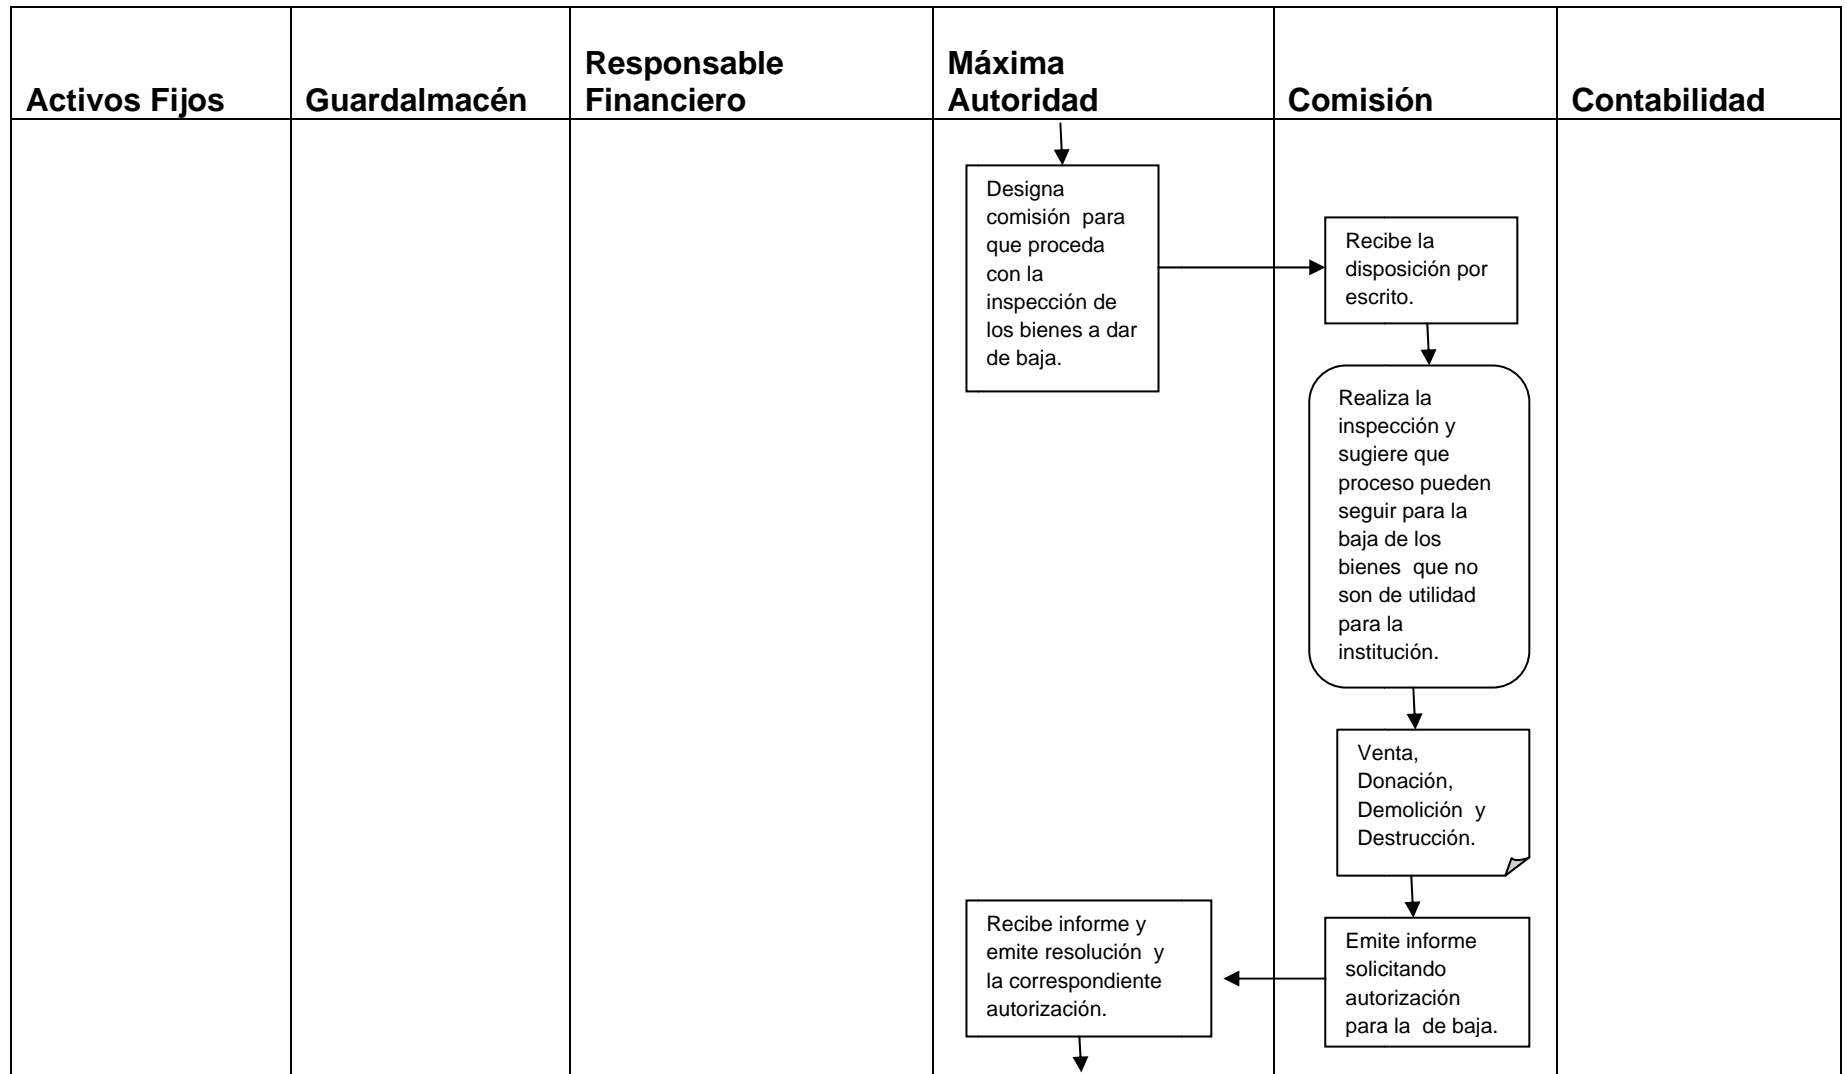 Activos Fijos
Guardalmacén
Responsable
Financiero
Máxima
Autoridad
Comisión
Contabilidad
Designa
comisión para
que proceda
con la
inspección de
los bienes a dar
de baja.
Recibe la
disposición por
escrito.
Realiza la
inspección y
sugiere que
proceso pueden
seguir para la
baja de los
bienes que no
son de utilidad
para la
institución.
Venta,
Donación,
Demolición y
Destrucción.
Emite informe
solicitando
autorización
para la de baja.
Recibe informe y
emite resolución y
la correspondiente
autorización.